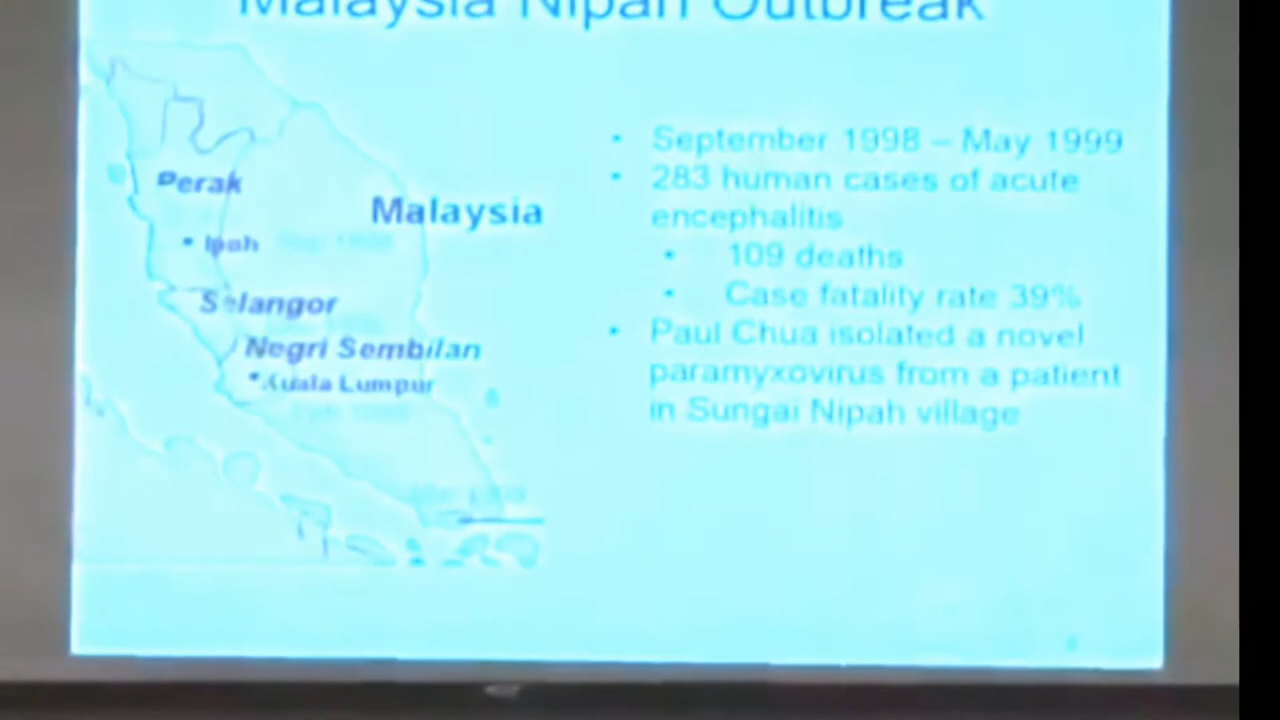 Malaysia Nipah Outbreak
Perak
Malaysia
• Ipoh
Selangor
Negri Sembilan
•Kuala Lumpur
• September 1998 – May 1999
• 283 human cases of acute
encephalitis
• 109 deaths
• Case fatality rate 39%
• Paul Chua isolated a novel
paramyxovirus from a patient
in Sungai Nipah village